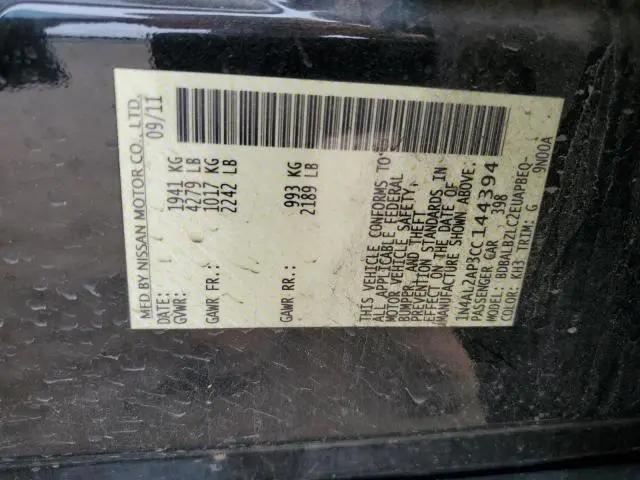 MFD BY NISSAN MOTOR CO., LTD.
DATE: 09/11
GVWR: 1941 KG
4279 LB
GAWR FR.: 1017 KG
2242 LB
GAWR RR.: 993 KG
2189 LB
THIS VEHICLE CONFORMS TO
ALL APPLICABLE FEDERAL
MOTOR VEHICLE SAFETY,
BUMPER, AND THEFT
PREVENTION STANDARDS IN
EFFECT ON THE DATE OF
MANUFACTURE SHOWN ABOVE.
1N4AL2AP3CC144394
PASSENGER CAR 398
MODEL: BDBALBZLC2EUAPBEQ-
COLOR: KH3 TRIM: G 9N00A